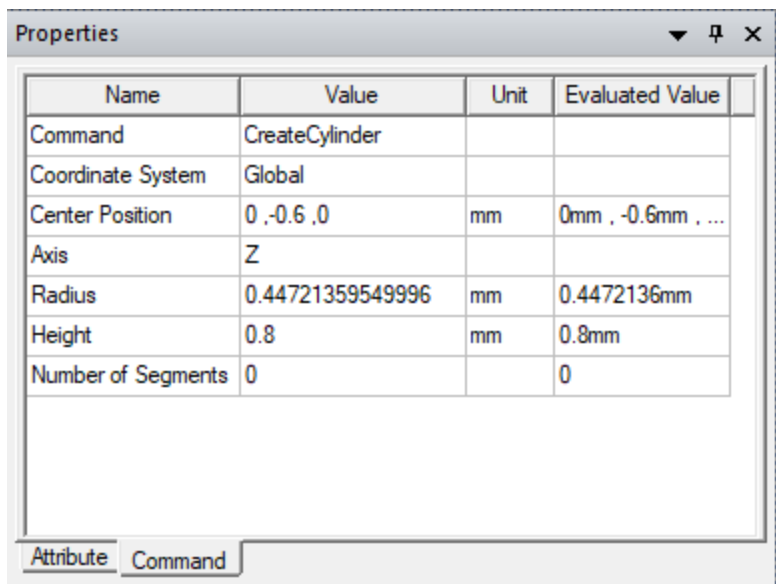 Properties
Name Value Unit Evaluated Value
Command CreateCylinder
Coordinate System Global
Center Position 0 ,-0.6 ,0 mm 0mm , -0.6mm , ...
Axis Z
Radius 0.44721359549996 mm 0.4472136mm
Height 0.8 mm 0.8mm
Number of Segments 0 0
Attribute Command